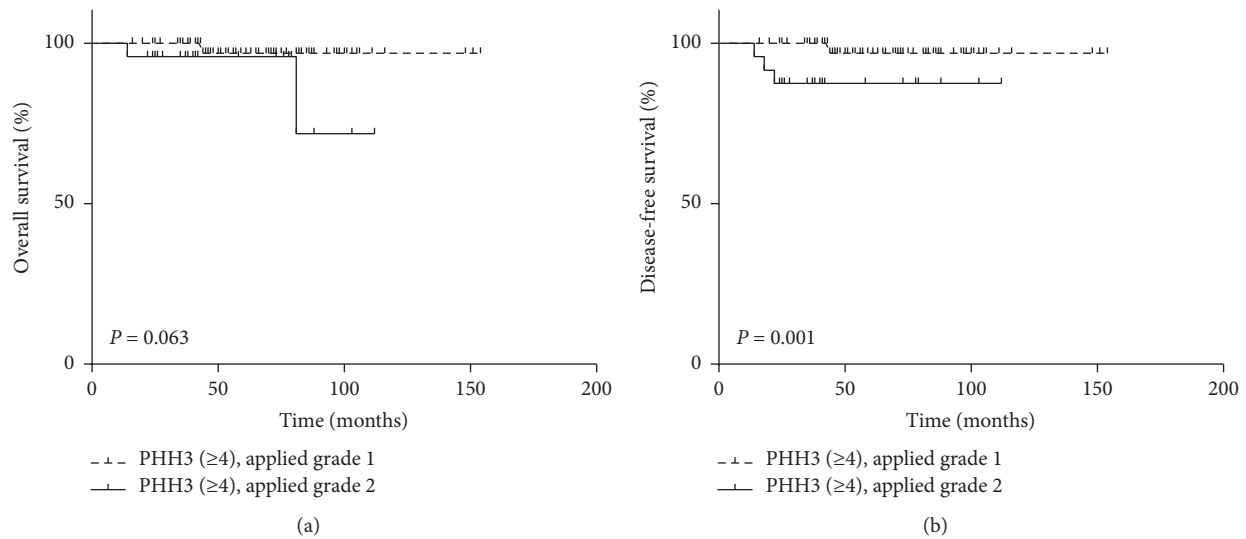 100
50
0
Overall survival (%)
P = 0.063
0 50 100 150 200
Time (months)
PHH3 (≥4), applied grade 1
PHH3 (≥4), applied grade 2
(a)
100
50
0
Disease-free survival (%)
P = 0.001
0 50 100 150 200
Time (months)
PHH3 (≥4), applied grade 1
PHH3 (≥4), applied grade 2
(b)